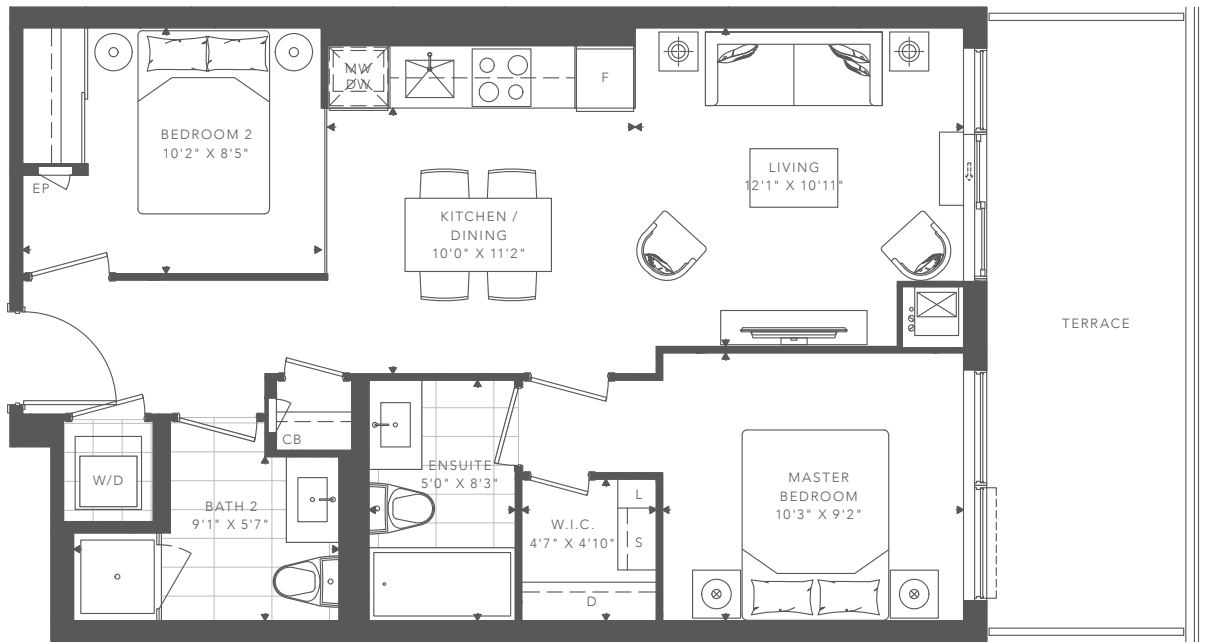 MW
DW
F
BEDROOM 2
10'2" X 8'5"
EP
KITCHEN /
DINING
10'0" X 11'2"
LIVING
12'1" X 10'11"
TERRACE
CB
W/D
BATH 2
9'1" X 5'7"
ENSUITE
5'0" X 8'3"
W.I.C.
4'7" X 4'10"
L
S
D
MASTER
BEDROOM
10'3" X 9'2"